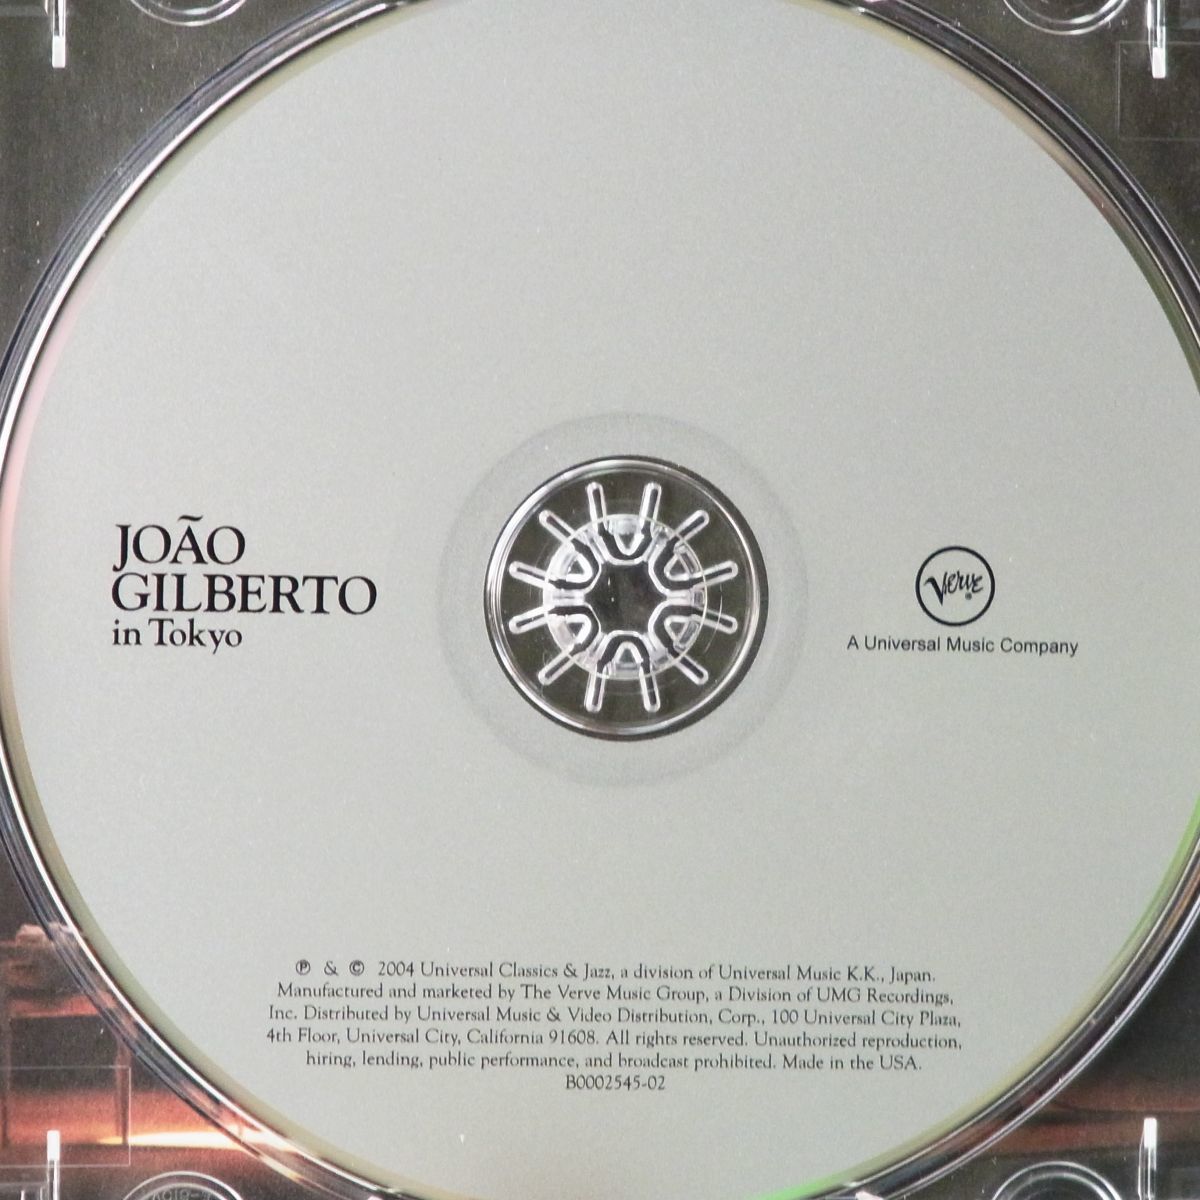 JOÃO
GILBERTO
in Tokyo
Verve
®
A Universal Music Company
℗ & © 2004 Universal Classics & Jazz, a division of Universal Music K.K., Japan.
Manufactured and marketed by The Verve Music Group, a Division of UMG Recordings,
Inc. Distributed by Universal Music & Video Distribution, Corp., 100 Universal City Plaza,
4th Floor, Universal City, California 91608. All rights reserved. Unauthorized reproduction,
hiring, lending, public performance, and broadcast prohibited. Made in the USA.
B0002545-02